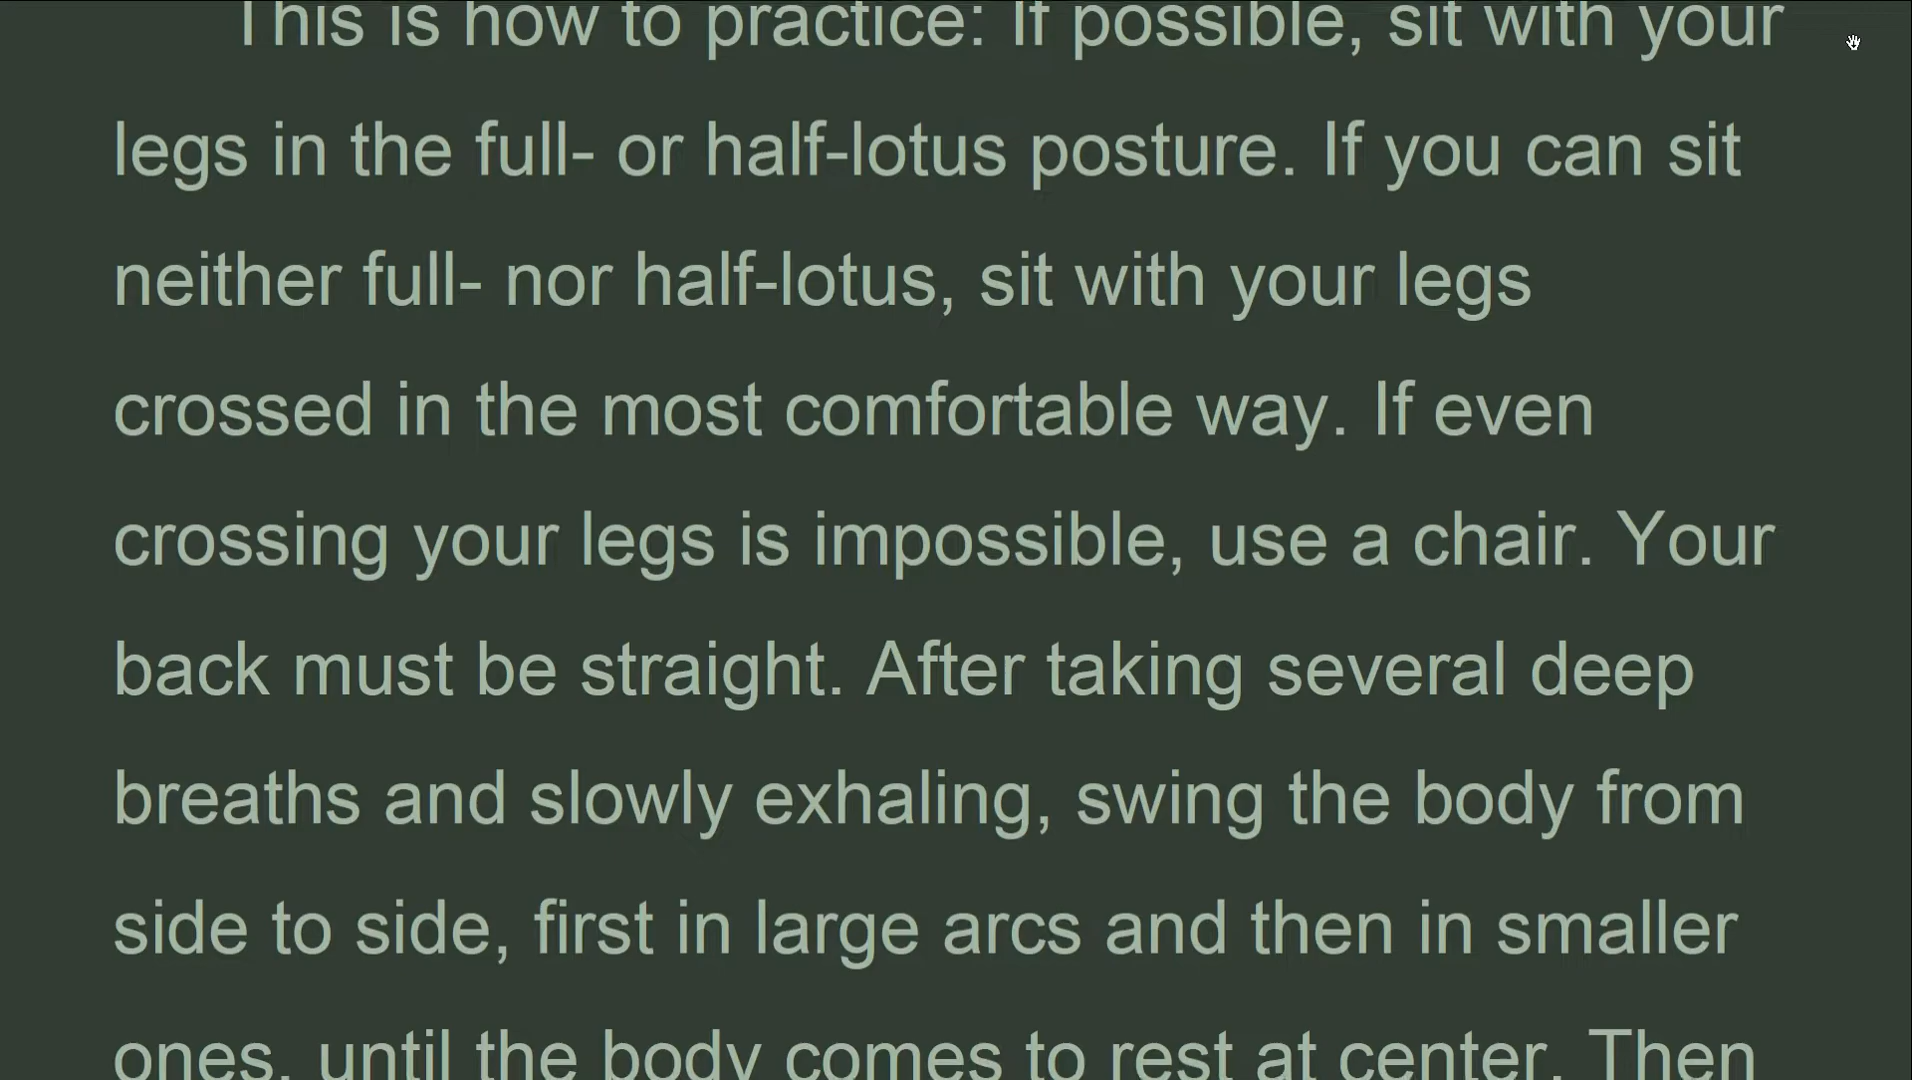 This is how to practice: If possible, sit with your
legs in the full- or half-lotus posture. If you can sit
neither full- nor half-lotus, sit with your legs
crossed in the most comfortable way. If even
crossing your legs is impossible, use a chair. Your
back must be straight. After taking several deep
breaths and slowly exhaling, swing the body from
side to side, first in large arcs and then in smaller
ones, until the body comes to rest at center. Then